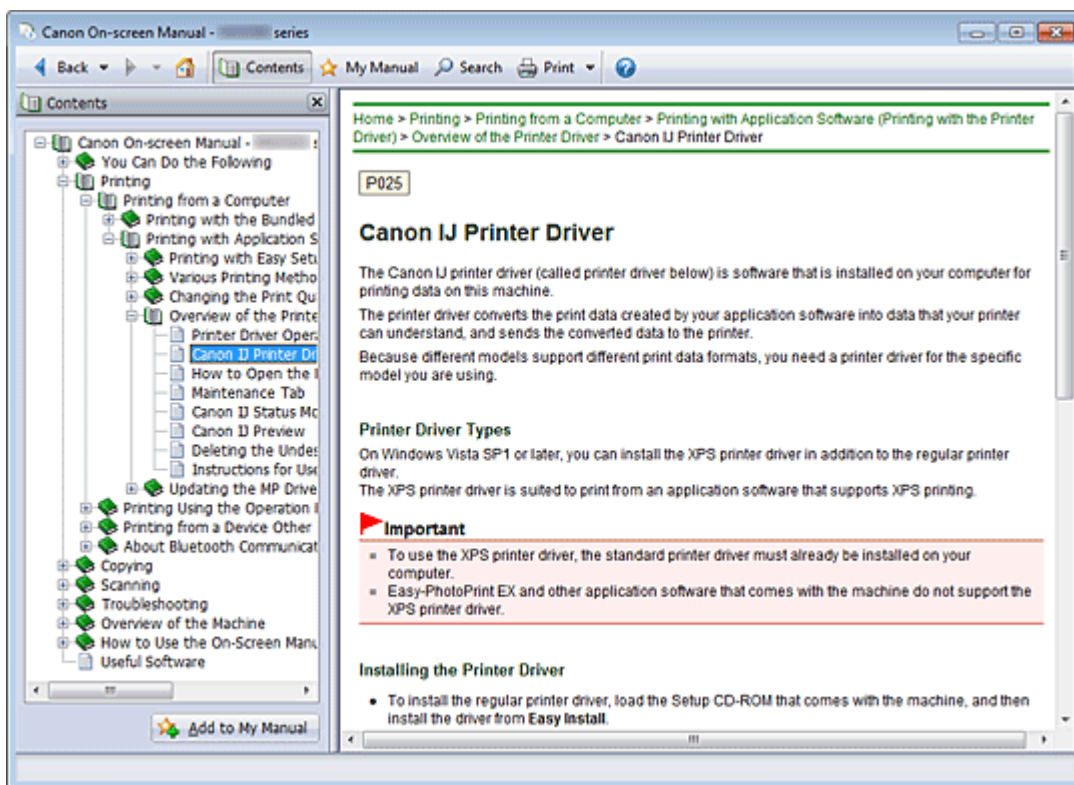 Canon On-screen Manual - series
Back
Contents
My Manual
Search
Print
Contents
Canon On-screen Manual -
You Can Do the Following
Printing
Printing from a Computer
Printing with the Bundled
Printing with Application S
Printing with Easy Setu
Various Printing Metho
Changing the Print Qu
Overview of the Printe
Printer Driver Oper
Canon IJ Printer Dr
How to Open the
Maintenance Tab
Canon IJ Status Mo
Canon IJ Preview
Deleting the Undes
Instructions for Use
Updating the MP Drive
Printing Using the Operation
Printing from a Device Other
About Bluetooth Communicat
Copying
Scanning
Troubleshooting
Overview of the Machine
How to Use the On-Screen Manu
Useful Software
Add to My Manual
Home > Printing > Printing from a Computer > Printing with Application Software (Printing with the Printer
Driver) > Overview of the Printer Driver > Canon IJ Printer Driver
P025
Canon IJ Printer Driver
The Canon IJ printer driver (called printer driver below) is software that is installed on your computer for
printing data on this machine.
The printer driver converts the print data created by your application software into data that your printer
can understand, and sends the converted data to the printer.
Because different models support different print data formats, you need a printer driver for the specific
model you are using.
Printer Driver Types
On Windows Vista SP1 or later, you can install the XPS printer driver in addition to the regular printer
driver.
The XPS printer driver is suited to print from an application software that supports XPS printing.
Important
To use the XPS printer driver, the standard printer driver must already be installed on your
computer.
Easy-PhotoPrint EX and other application software that comes with the machine do not support the
XPS printer driver.
Installing the Printer Driver
• To install the regular printer driver, load the Setup CD-ROM that comes with the machine, and then
install the driver from Easy Install.